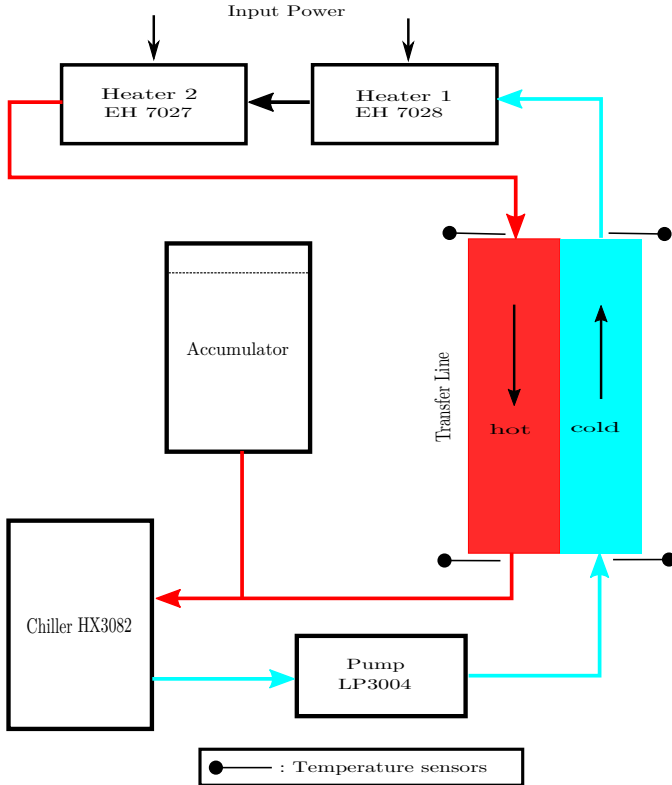 Input Power
Heater 2
EH 7027
Heater 1
EH 7028
Accumulator
Transfer Line
hot
cold
Chiller HX3082
Pump
LP3004
: Temperature sensors